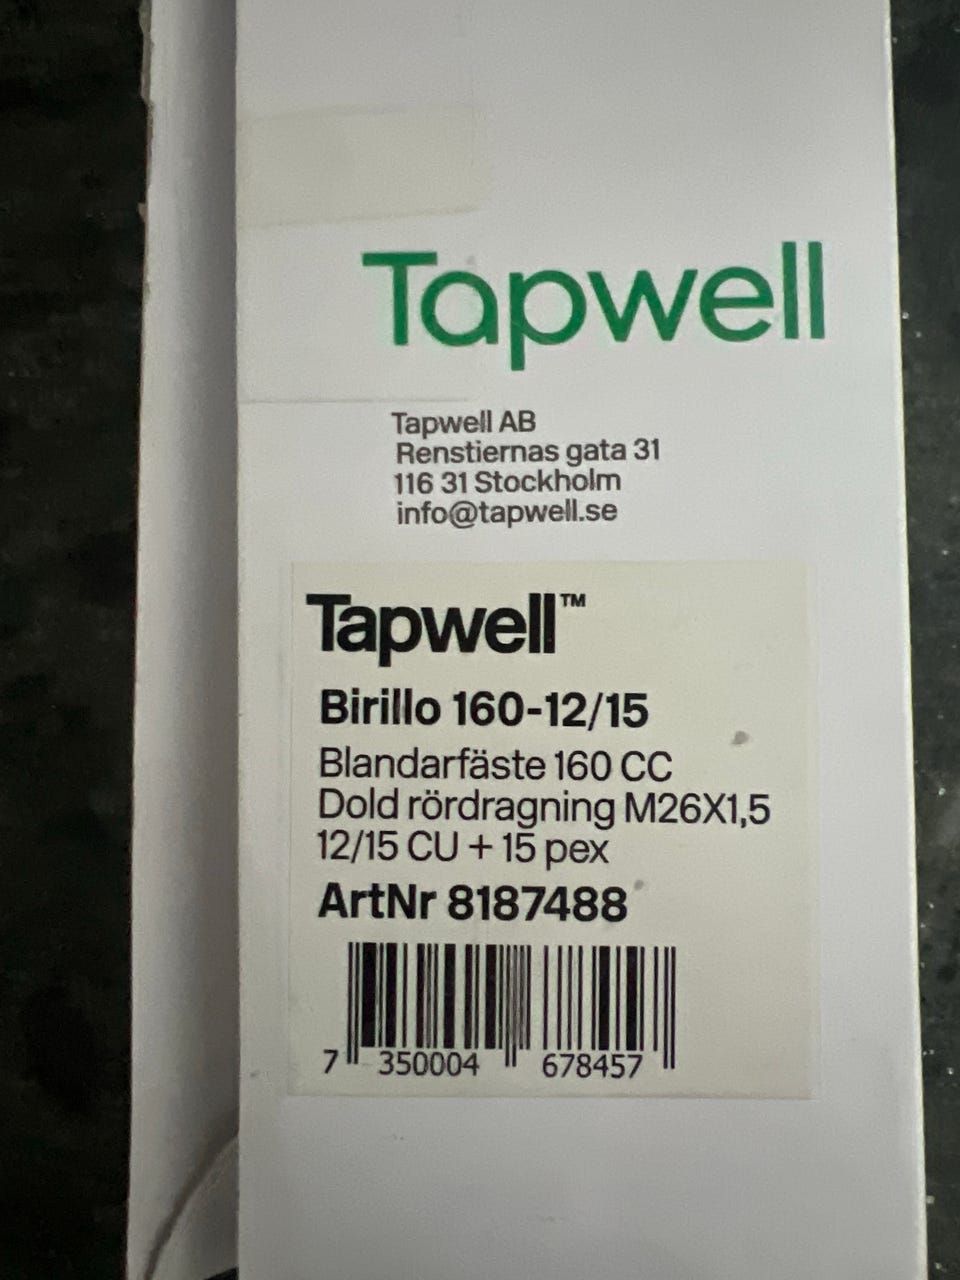 Tapwell
Tapwell AB
Renstiernas gata 31
116 31 Stockholm
info@tapwell.se
Tapwell™
Birillo 160-12/15
Blandarfäste 160 CC
Dold rördragning M26X1,5
12/15 CU + 15 pex
ArtNr 8187488
7 350004 678457